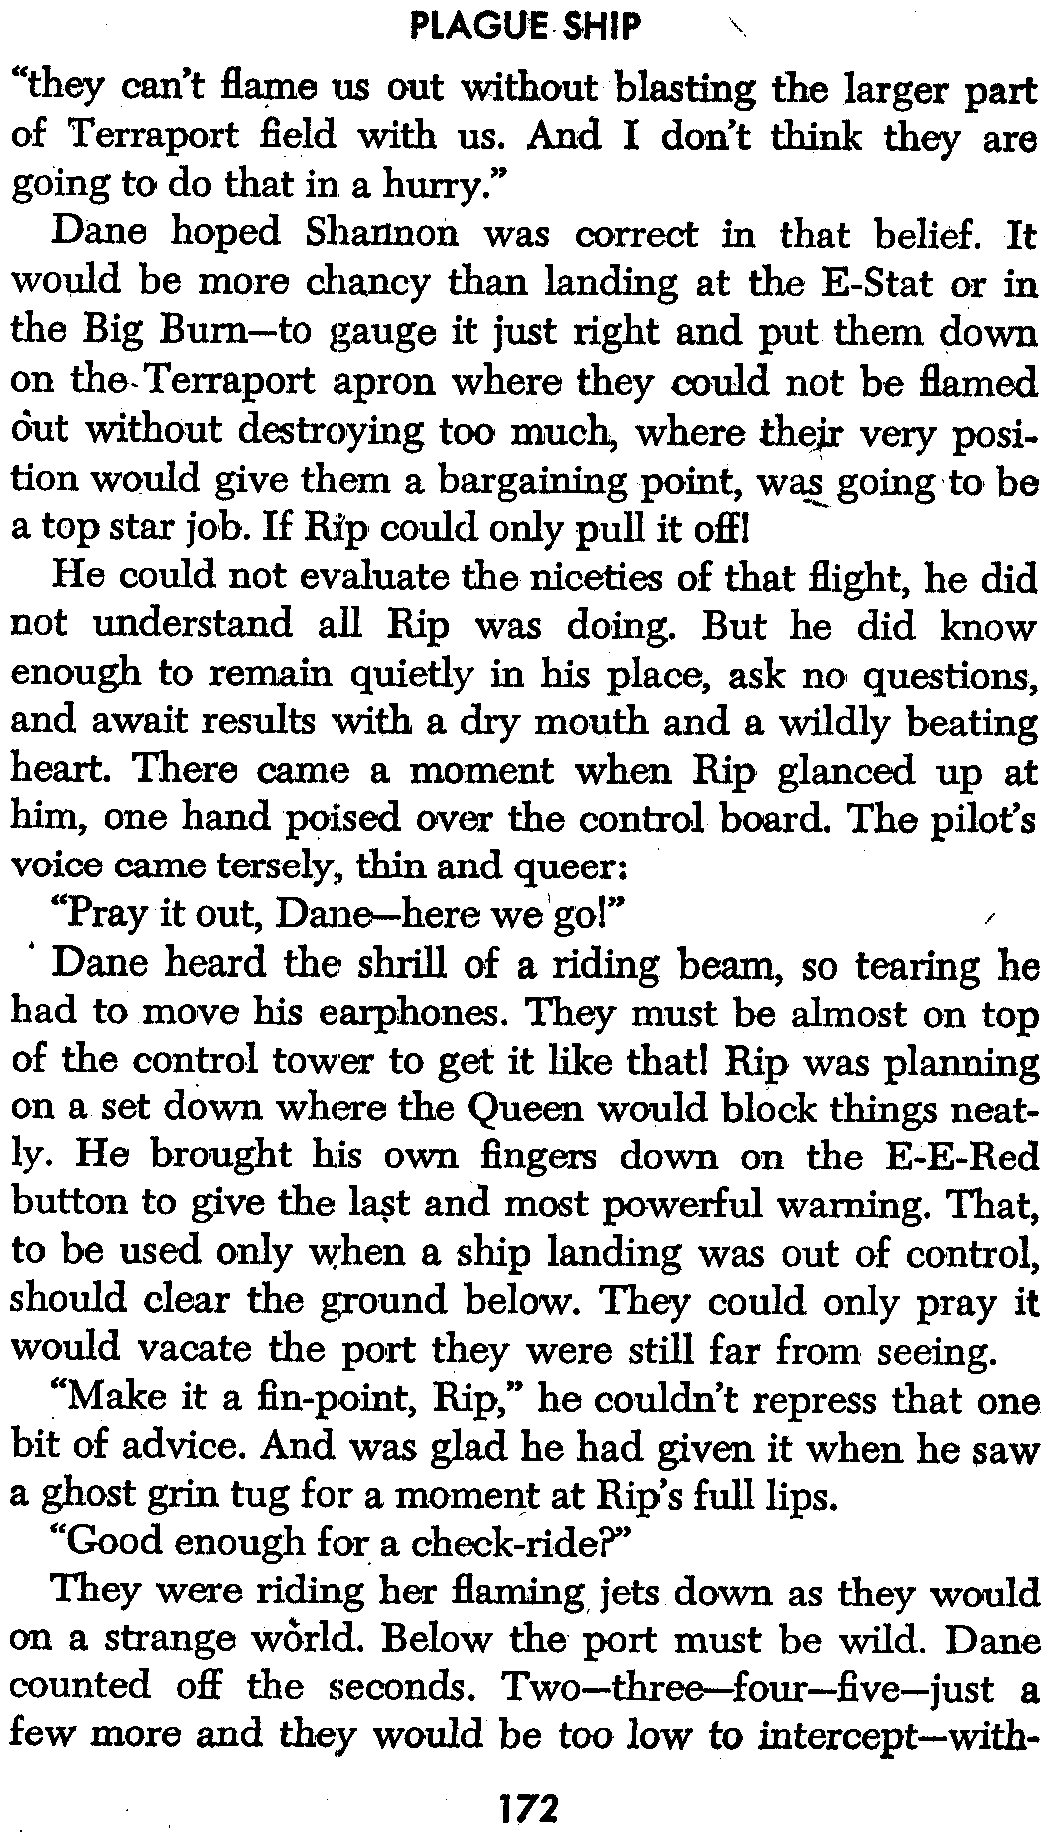 PLAGUE SHIP
“they can’t flame us out without blasting the larger part
of Terraport field with us. And I don’t think they are
going to do that in a hurry.”
Dane hoped Shannon was correct in that belief. It
would be more chancy than landing at the E-Stat or in
the Big Burn—to gauge it just right and put them down
on the Terraport apron where they could not be flamed
out without destroying too much, where their very posi-
tion would give them a bargaining point, was going to be
a top star job. If Rip could only pull it off!
He could not evaluate the niceties of that flight, he did
not understand all Rip was doing. But he did know
enough to remain quietly in his place, ask no questions,
and await results with a dry mouth and a wildly beating
heart. There came a moment when Rip glanced up at
him, one hand poised over the control board. The pilot’s
voice came tersely, thin and queer:
“Pray it out, Dane—here we go!”
Dane heard the shrill of a riding beam, so tearing he
had to move his earphones. They must be almost on top
of the control tower to get it like that! Rip was planning
on a set down where the Queen would block things neat-
ly. He brought his own fingers down on the E-E-Red
button to give the last and most powerful warning. That,
to be used only when a ship landing was out of control,
should clear the ground below. They could only pray it
would vacate the port they were still far from seeing.
“Make it a fin-point, Rip,” he couldn’t repress that one
bit of advice. And was glad he had given it when he saw
a ghost grin tug for a moment at Rip’s full lips.
“Good enough for a check-ride?”
They were riding her flaming jets down as they would
on a strange world. Below the port must be wild. Dane
counted off the seconds. Two—three—four—five—just a
few more and they would be too low to intercept—with-
172